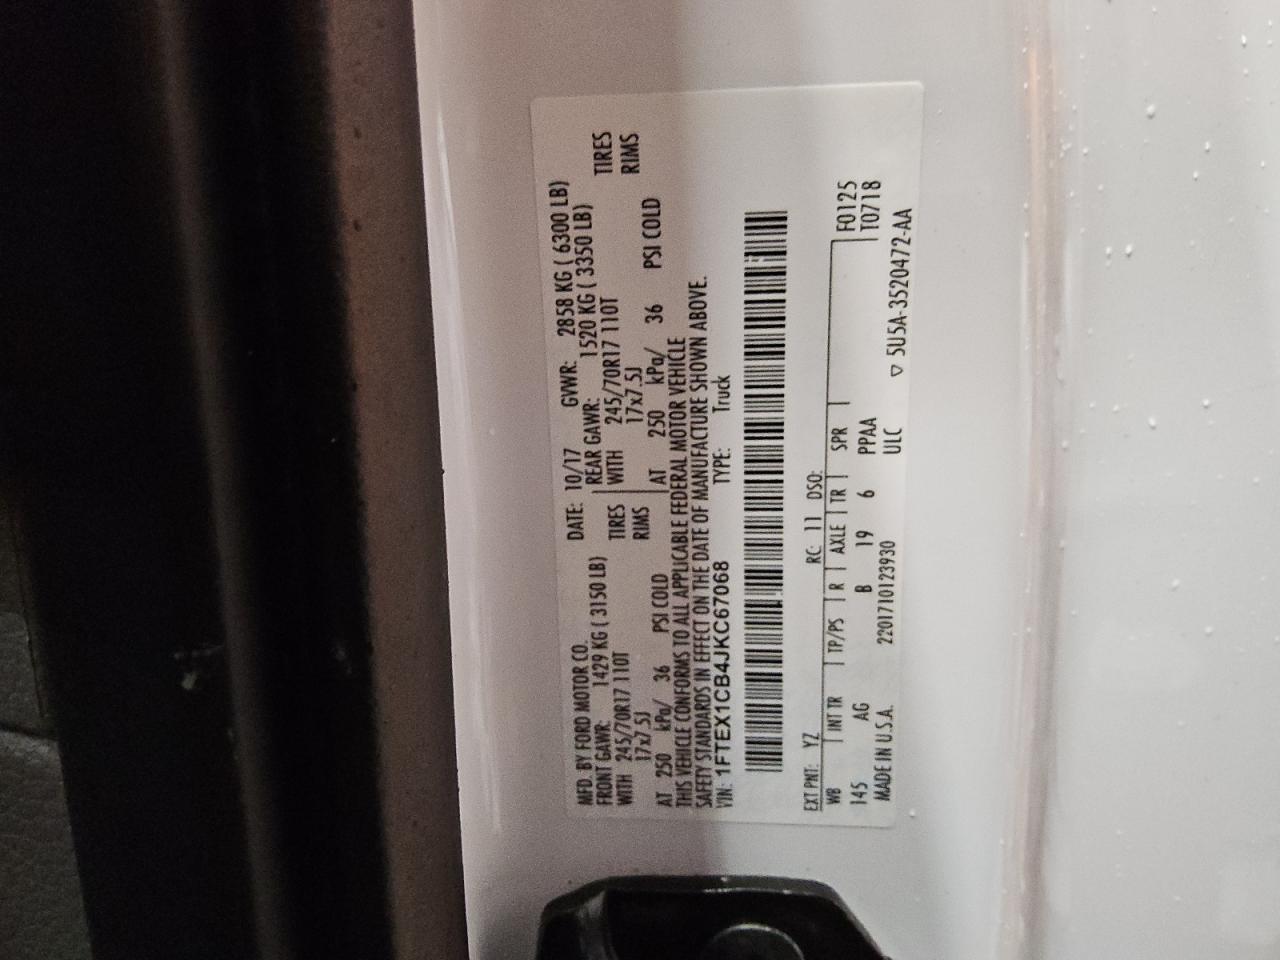 MFD. BY FORD MOTOR CO. DATE: 10/17 GVWR: 2858 KG ( 6300 LB)
FRONT GAWR: 1429 KG ( 3150 LB) REAR GAWR: 1520 KG ( 3350 LB)
WITH 245/70R17 110T TIRES WITH 245/70R17 110T TIRES
17x7.5J RIMS 17x7.5J RIMS
AT 250 kPa/ 36 PSI COLD AT 250 kPa/ 36 PSI COLD
THIS VEHICLE CONFORMS TO ALL APPLICABLE FEDERAL MOTOR VEHICLE
SAFETY STANDARDS IN EFFECT ON THE DATE OF MANUFACTURE SHOWN ABOVE.
VIN: 1FTEX1CB4JKC67068 TYPE: Truck
EXT PNT: YZ RC: 11 DSO:
WB INT TR TP/PS R AXLE TR SPR F0125
145 AG B 19 6 PPAA T0718
ULC
MADE IN U.S.A. 2201710123930 ▽ 5U5A-3520472-AA